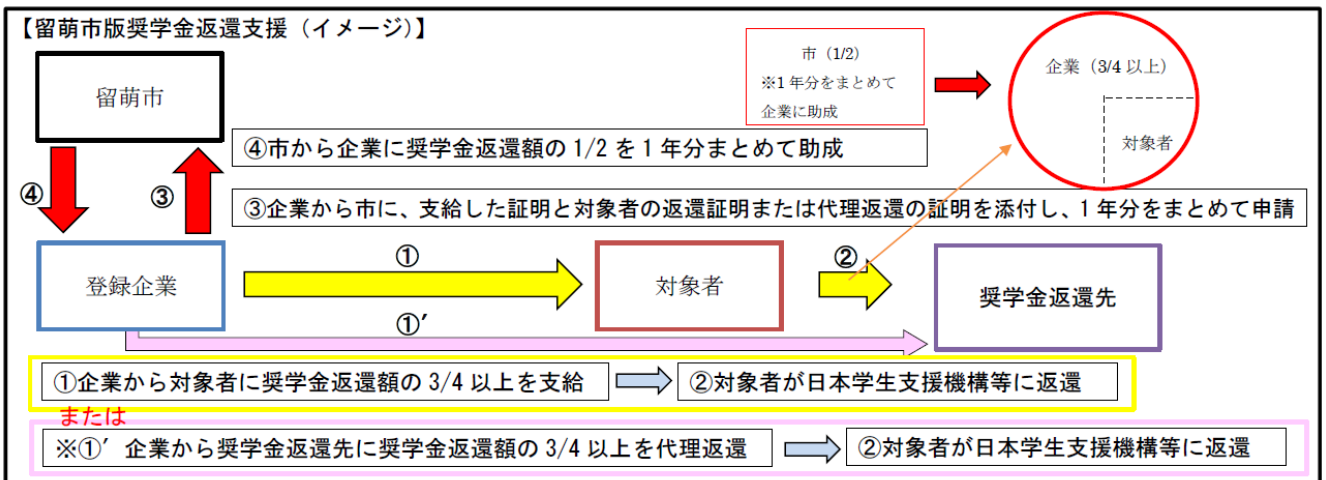 【留萌市版奨学金返還支援（イメージ）】
留萌市
市（1/2）
※1年分をまとめて
企業に助成
企業（3/4以上）
対象者
④市から企業に奨学金返還額の1/2を1年分まとめて助成
④
③
③企業から市に、支給した証明と対象者の返還証明または代理返還の証明を添付し、1年分をまとめて申請
登録企業
①
対象者
②
奨学金返還先
①′
①企業から対象者に奨学金返還額の3/4以上を支給
②対象者が日本学生支援機構等に返還
または
※①′ 企業から奨学金返還先に奨学金返還額の3/4以上を代理返還
②対象者が日本学生支援機構等に返還